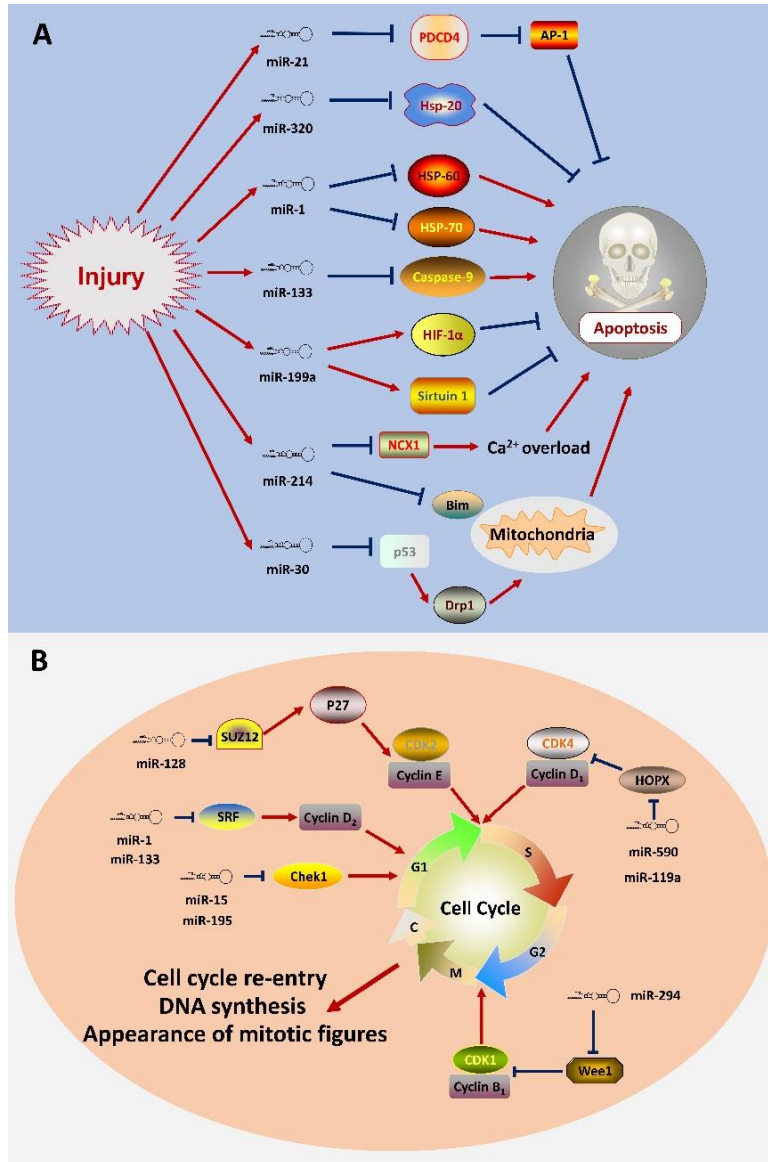 A
miR-21
PDCD4
AP-1
miR-320
Hsp-20
miR-1
HSP-60
HSP-70
Injury
miR-133
Caspase-9
Apoptosis
miR-199a
HIF-1α
Sirtuin 1
miR-214
NCX1
Ca2+ overload
Bim
Mitochondria
miR-30
p53
Drp1
B
miR-128
SUZ12
P27
CDK2
Cyclin E
CDK4
Cyclin D1
HOPX
miR-590
miR-119a
miR-1
miR-133
SRF
Cyclin D2
miR-15
miR-195
Chek1
G1
S
Cell Cycle
C
G2
M
Cell cycle re-entry
DNA synthesis
Appearance of mitotic figures
miR-294
CDK1
Cyclin B1
Wee1